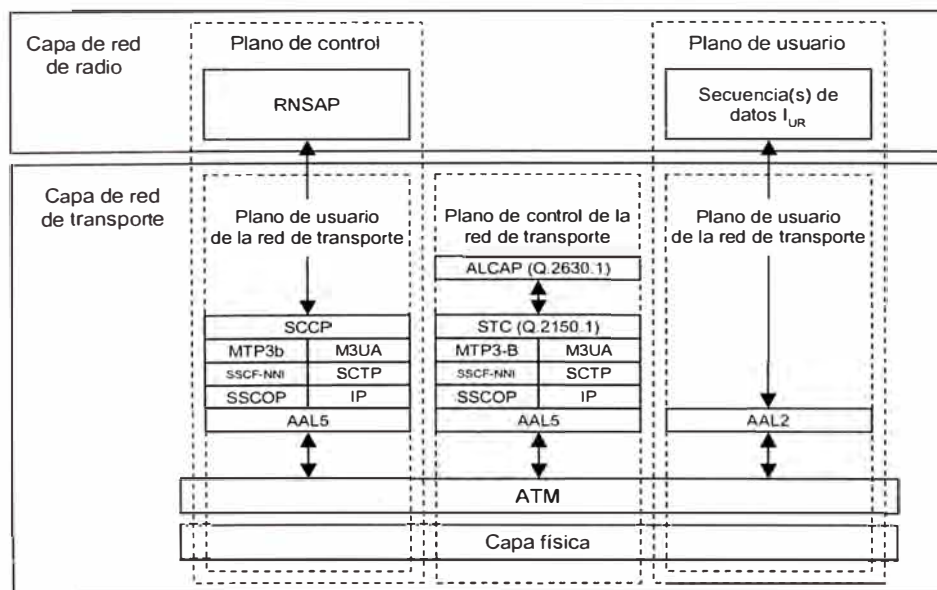 Capa de red
de radio
Plano de control
Plano de usuario
RNSAP
Secuencia(s) de
datos I_UR
Capa de red
de transporte
Plano de usuario
de la red de transporte
Plano de control de la
red de transporte
Plano de usuario
de la red de transporte
ALCAP (Q.2630.1)
SCCP
STC (Q.2150.1)
MTP3b
M3UA
MTP3-B
M3UA
SSCF-NNI
SCTP
SSCF-NNI
SCTP
SSCOP
IP
SSCOP
IP
AAL5
AAL5
AAL2
ATM
Capa física